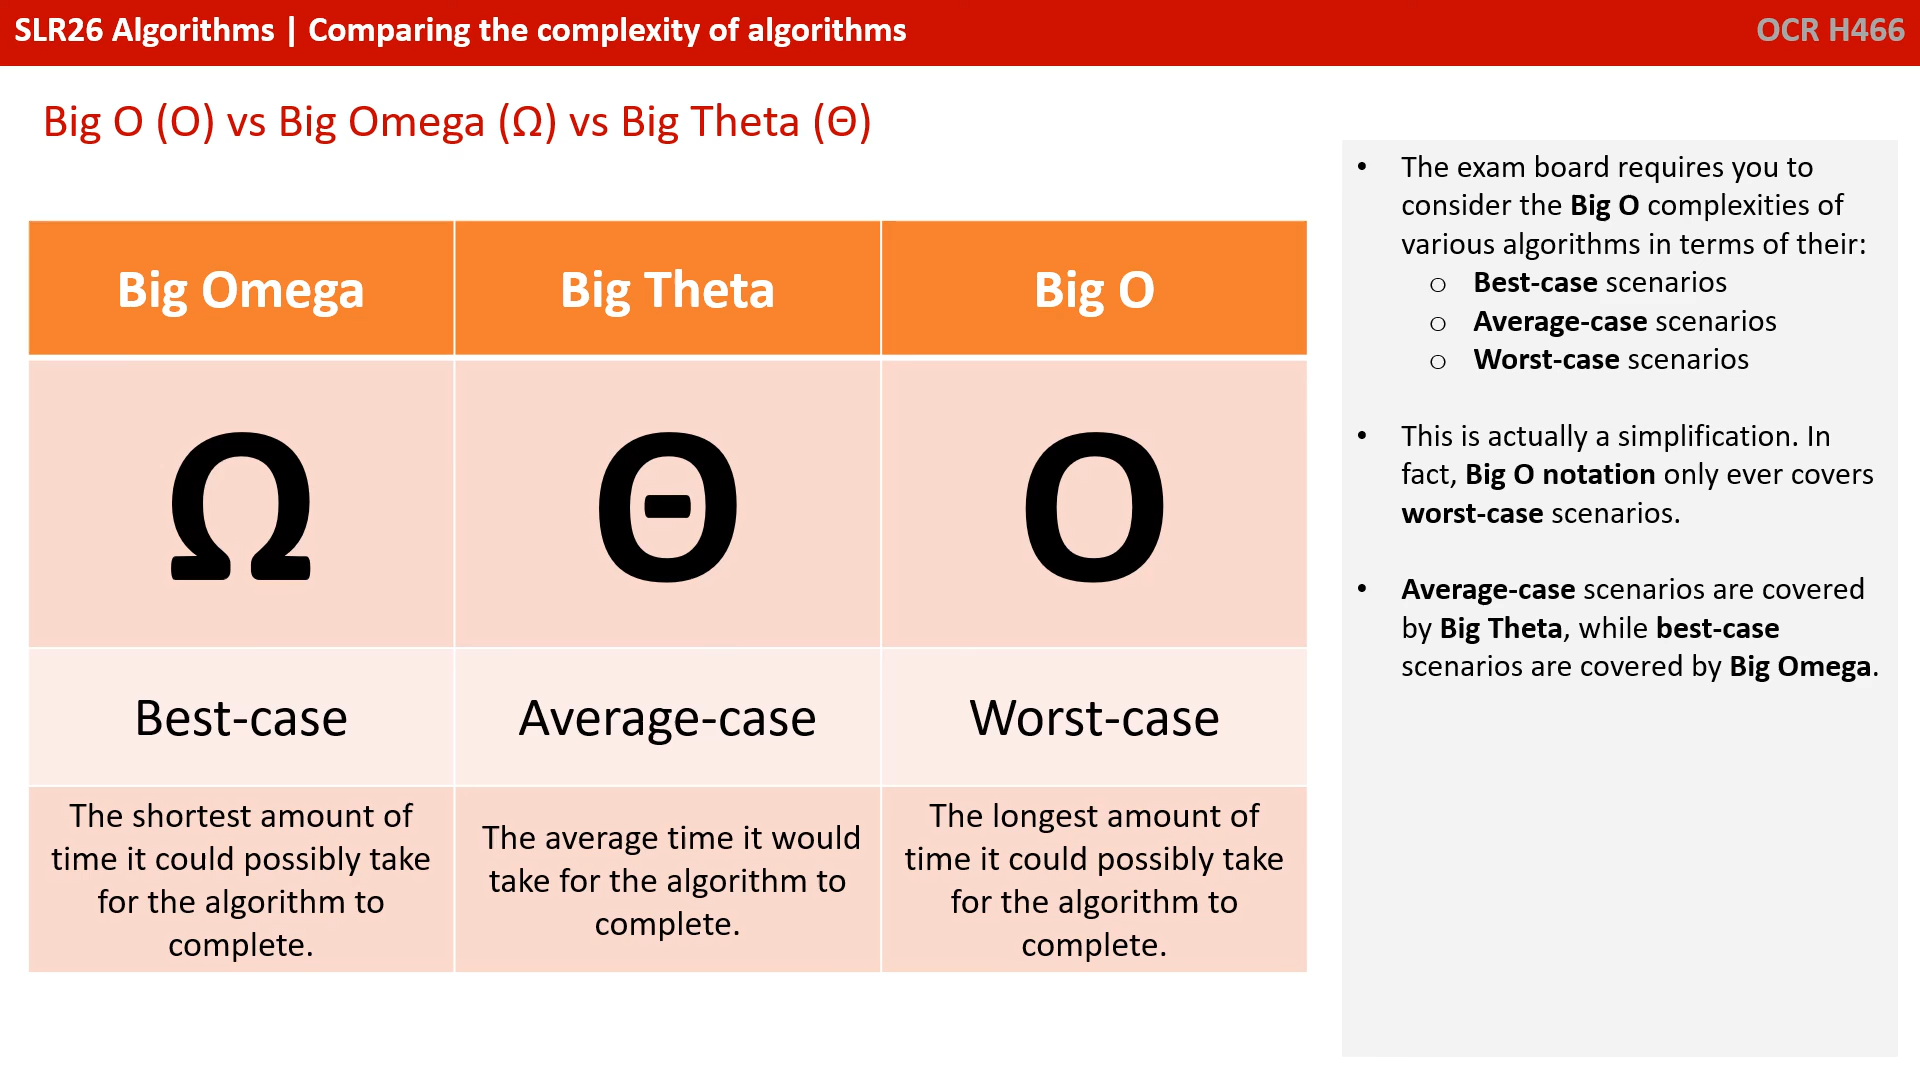 SLR26 Algorithms | Comparing the complexity of algorithms
OCR H466
Big O (O) vs Big Omega (Ω) vs Big Theta (Θ)
Big Omega
Big Theta
Big O
Ω
Θ
O
Best-case
Average-case
Worst-case
The shortest amount of
time it could possibly take
for the algorithm to
complete.
The average time it would
take for the algorithm to
complete.
The longest amount of
time it could possibly take
for the algorithm to
complete.
• The exam board requires you to
consider the Big O complexities of
various algorithms in terms of their:
o Best-case scenarios
o Average-case scenarios
o Worst-case scenarios
• This is actually a simplification. In
fact, Big O notation only ever covers
worst-case scenarios.
• Average-case scenarios are covered
by Big Theta, while best-case
scenarios are covered by Big Omega.